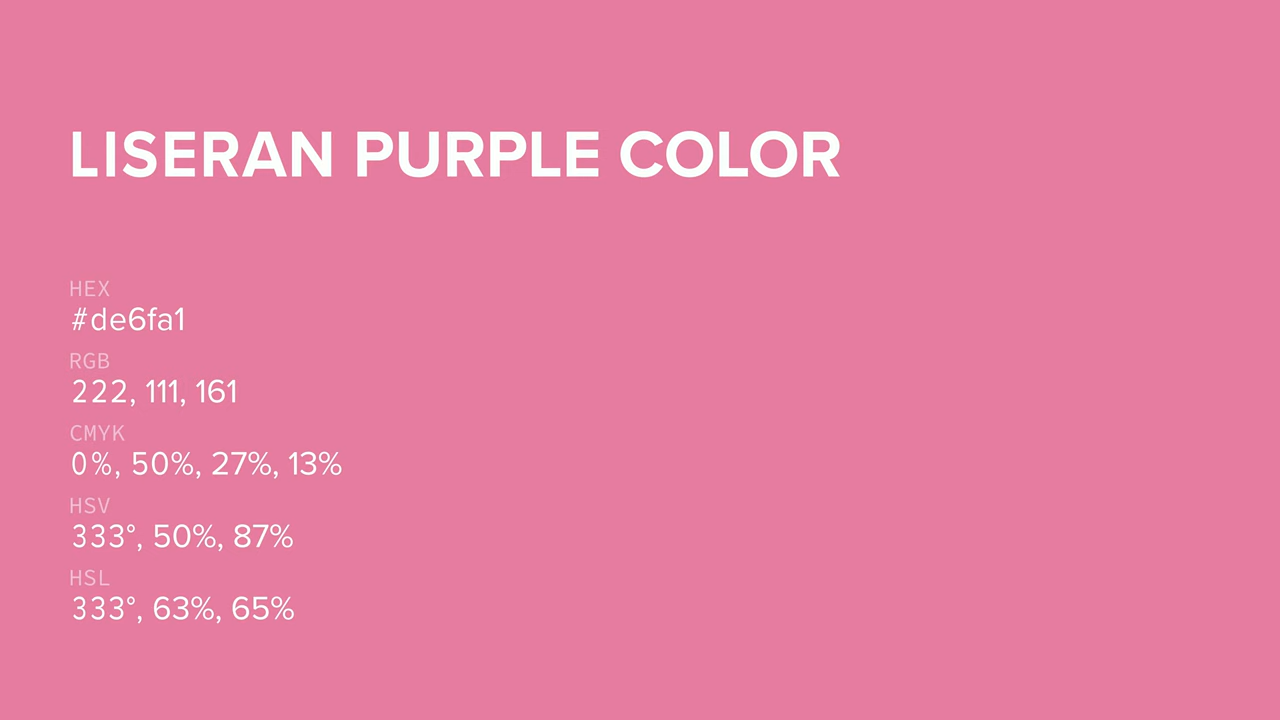 LISERAN PURPLE COLOR
HEX
#de6fa1
RGB
222, 111, 161
CMYK
0%, 50%, 27%, 13%
HSV
333°, 50%, 87%
HSL
333°, 63%, 65%